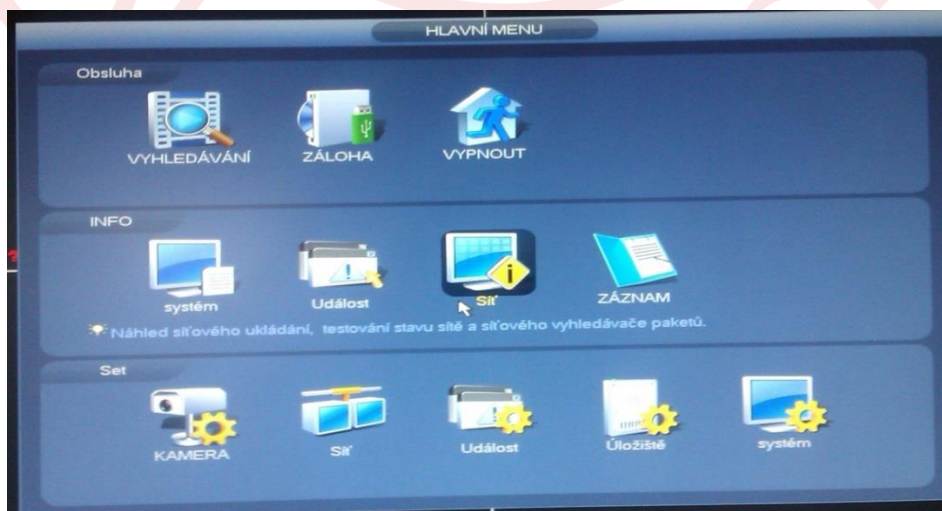 HLAVNÍ MENU
Obsluha
VYHLEDÁVÁNÍ ZÁLOHA VYPNOUT
INFO
systém Událost Síť ZÁZNAM
Náhled síťového ukládání, testování stavu sítě a síťového vyhledávače paketů.
Set
KAMERA Síť Událost Úložiště systém